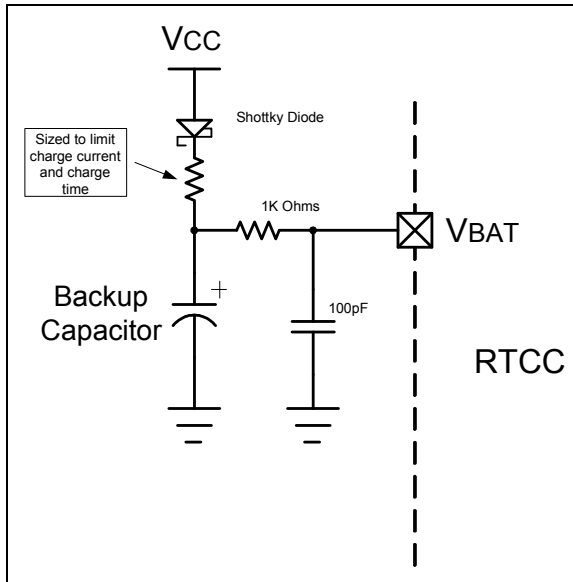 VCC
Shottky Diode
Sized to limit
charge current
and charge
time
1K Ohms
VBAT
+
Backup
Capacitor
100pF
RTCC